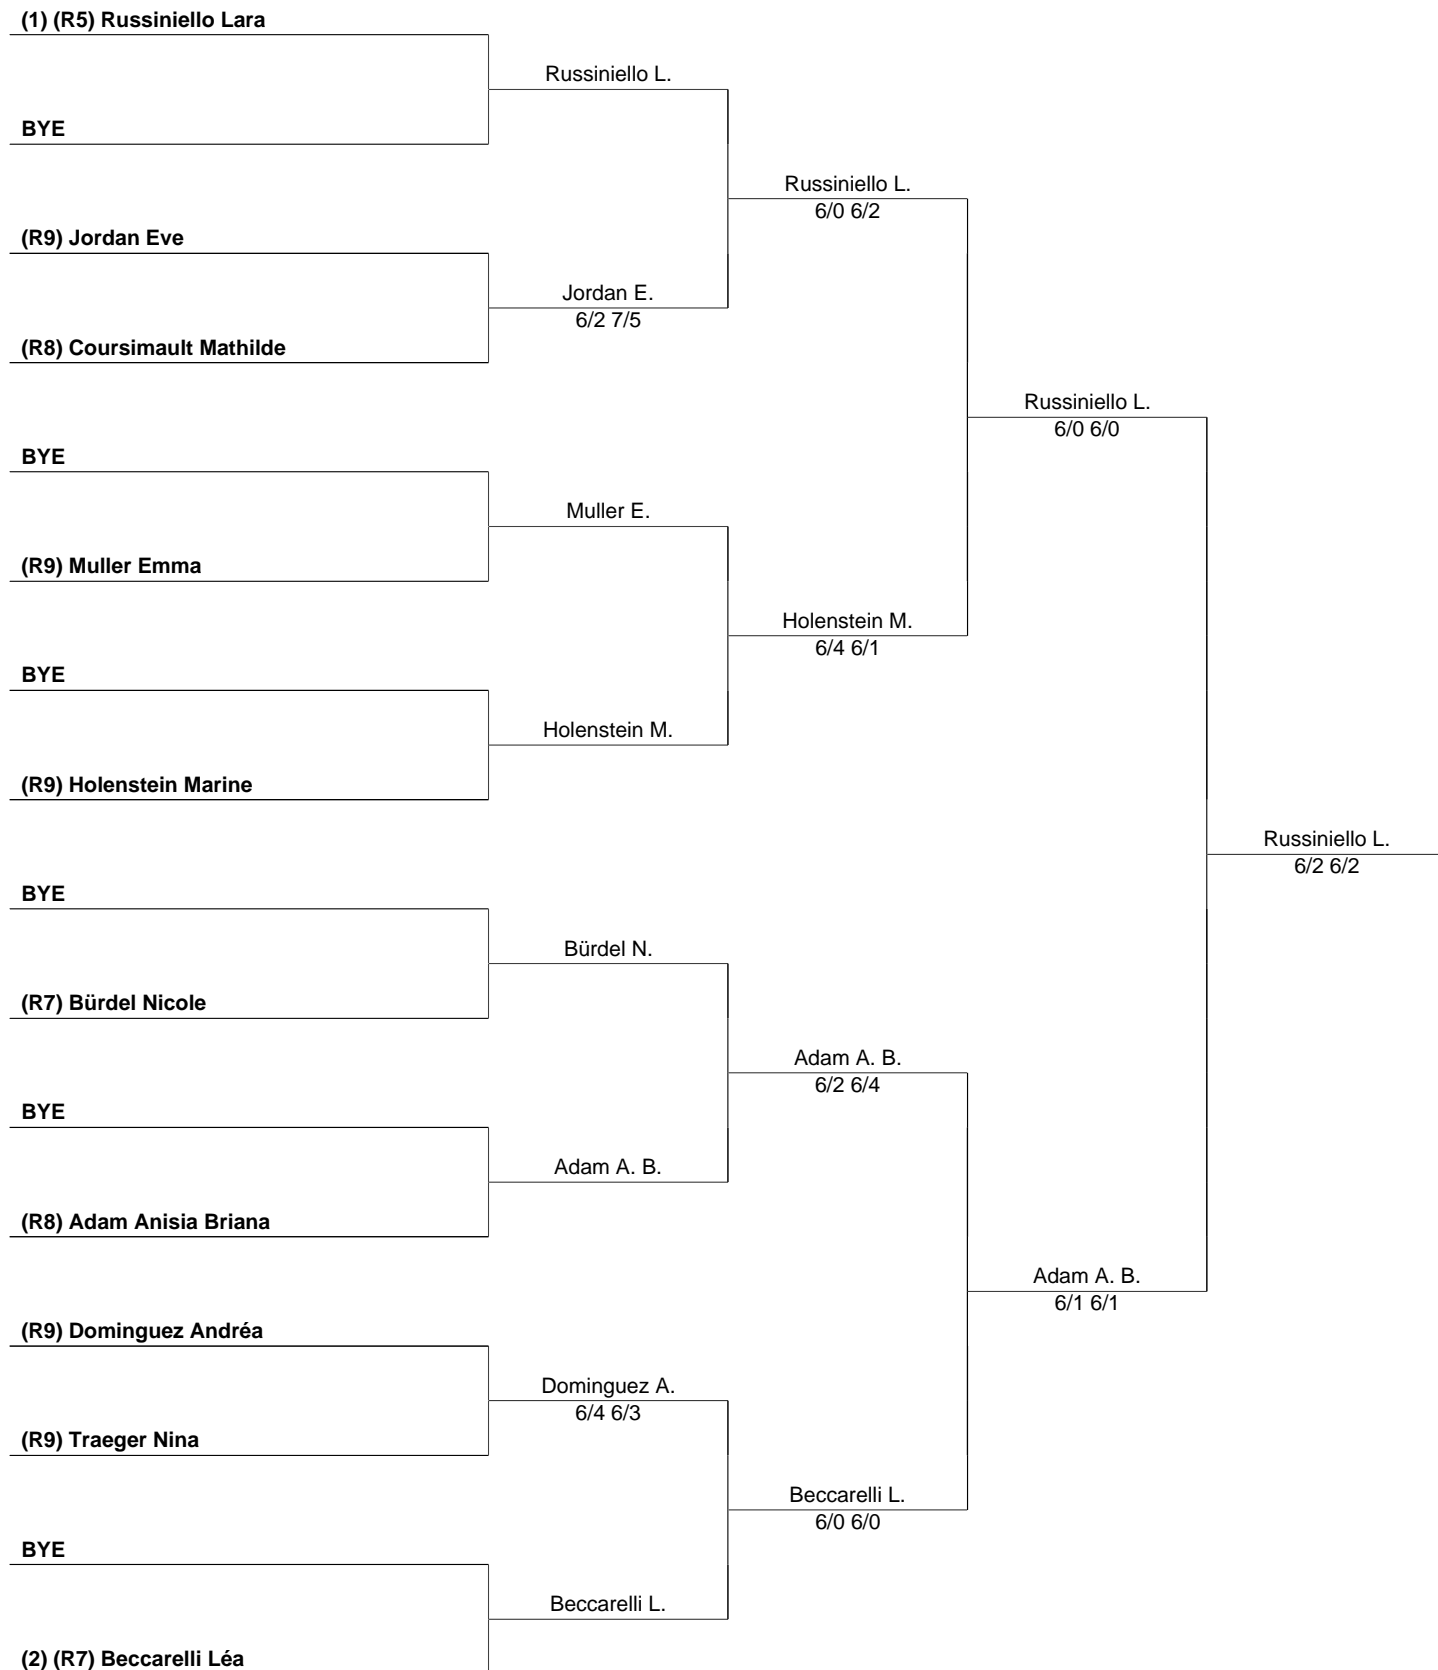 (1) (R5) Russiniello Lara
Russiniello L.
BYE
Russiniello L.
6/0 6/2
(R9) Jordan Eve
Jordan E.
6/2 7/5
(R8) Coursimault Mathilde
Russiniello L.
6/0 6/0
BYE
Muller E.
(R9) Muller Emma
Holenstein M.
6/4 6/1
BYE
Holenstein M.
(R9) Holenstein Marine
Russiniello L.
6/2 6/2
BYE
Bürdel N.
(R7) Bürdel Nicole
Adam A. B.
6/2 6/4
BYE
Adam A. B.
(R8) Adam Anisia Briana
Adam A. B.
6/1 6/1
(R9) Dominguez Andréa
Dominguez A.
6/4 6/3
(R9) Traeger Nina
Beccarelli L.
6/0 6/0
BYE
Beccarelli L.
(2) (R7) Beccarelli Léa